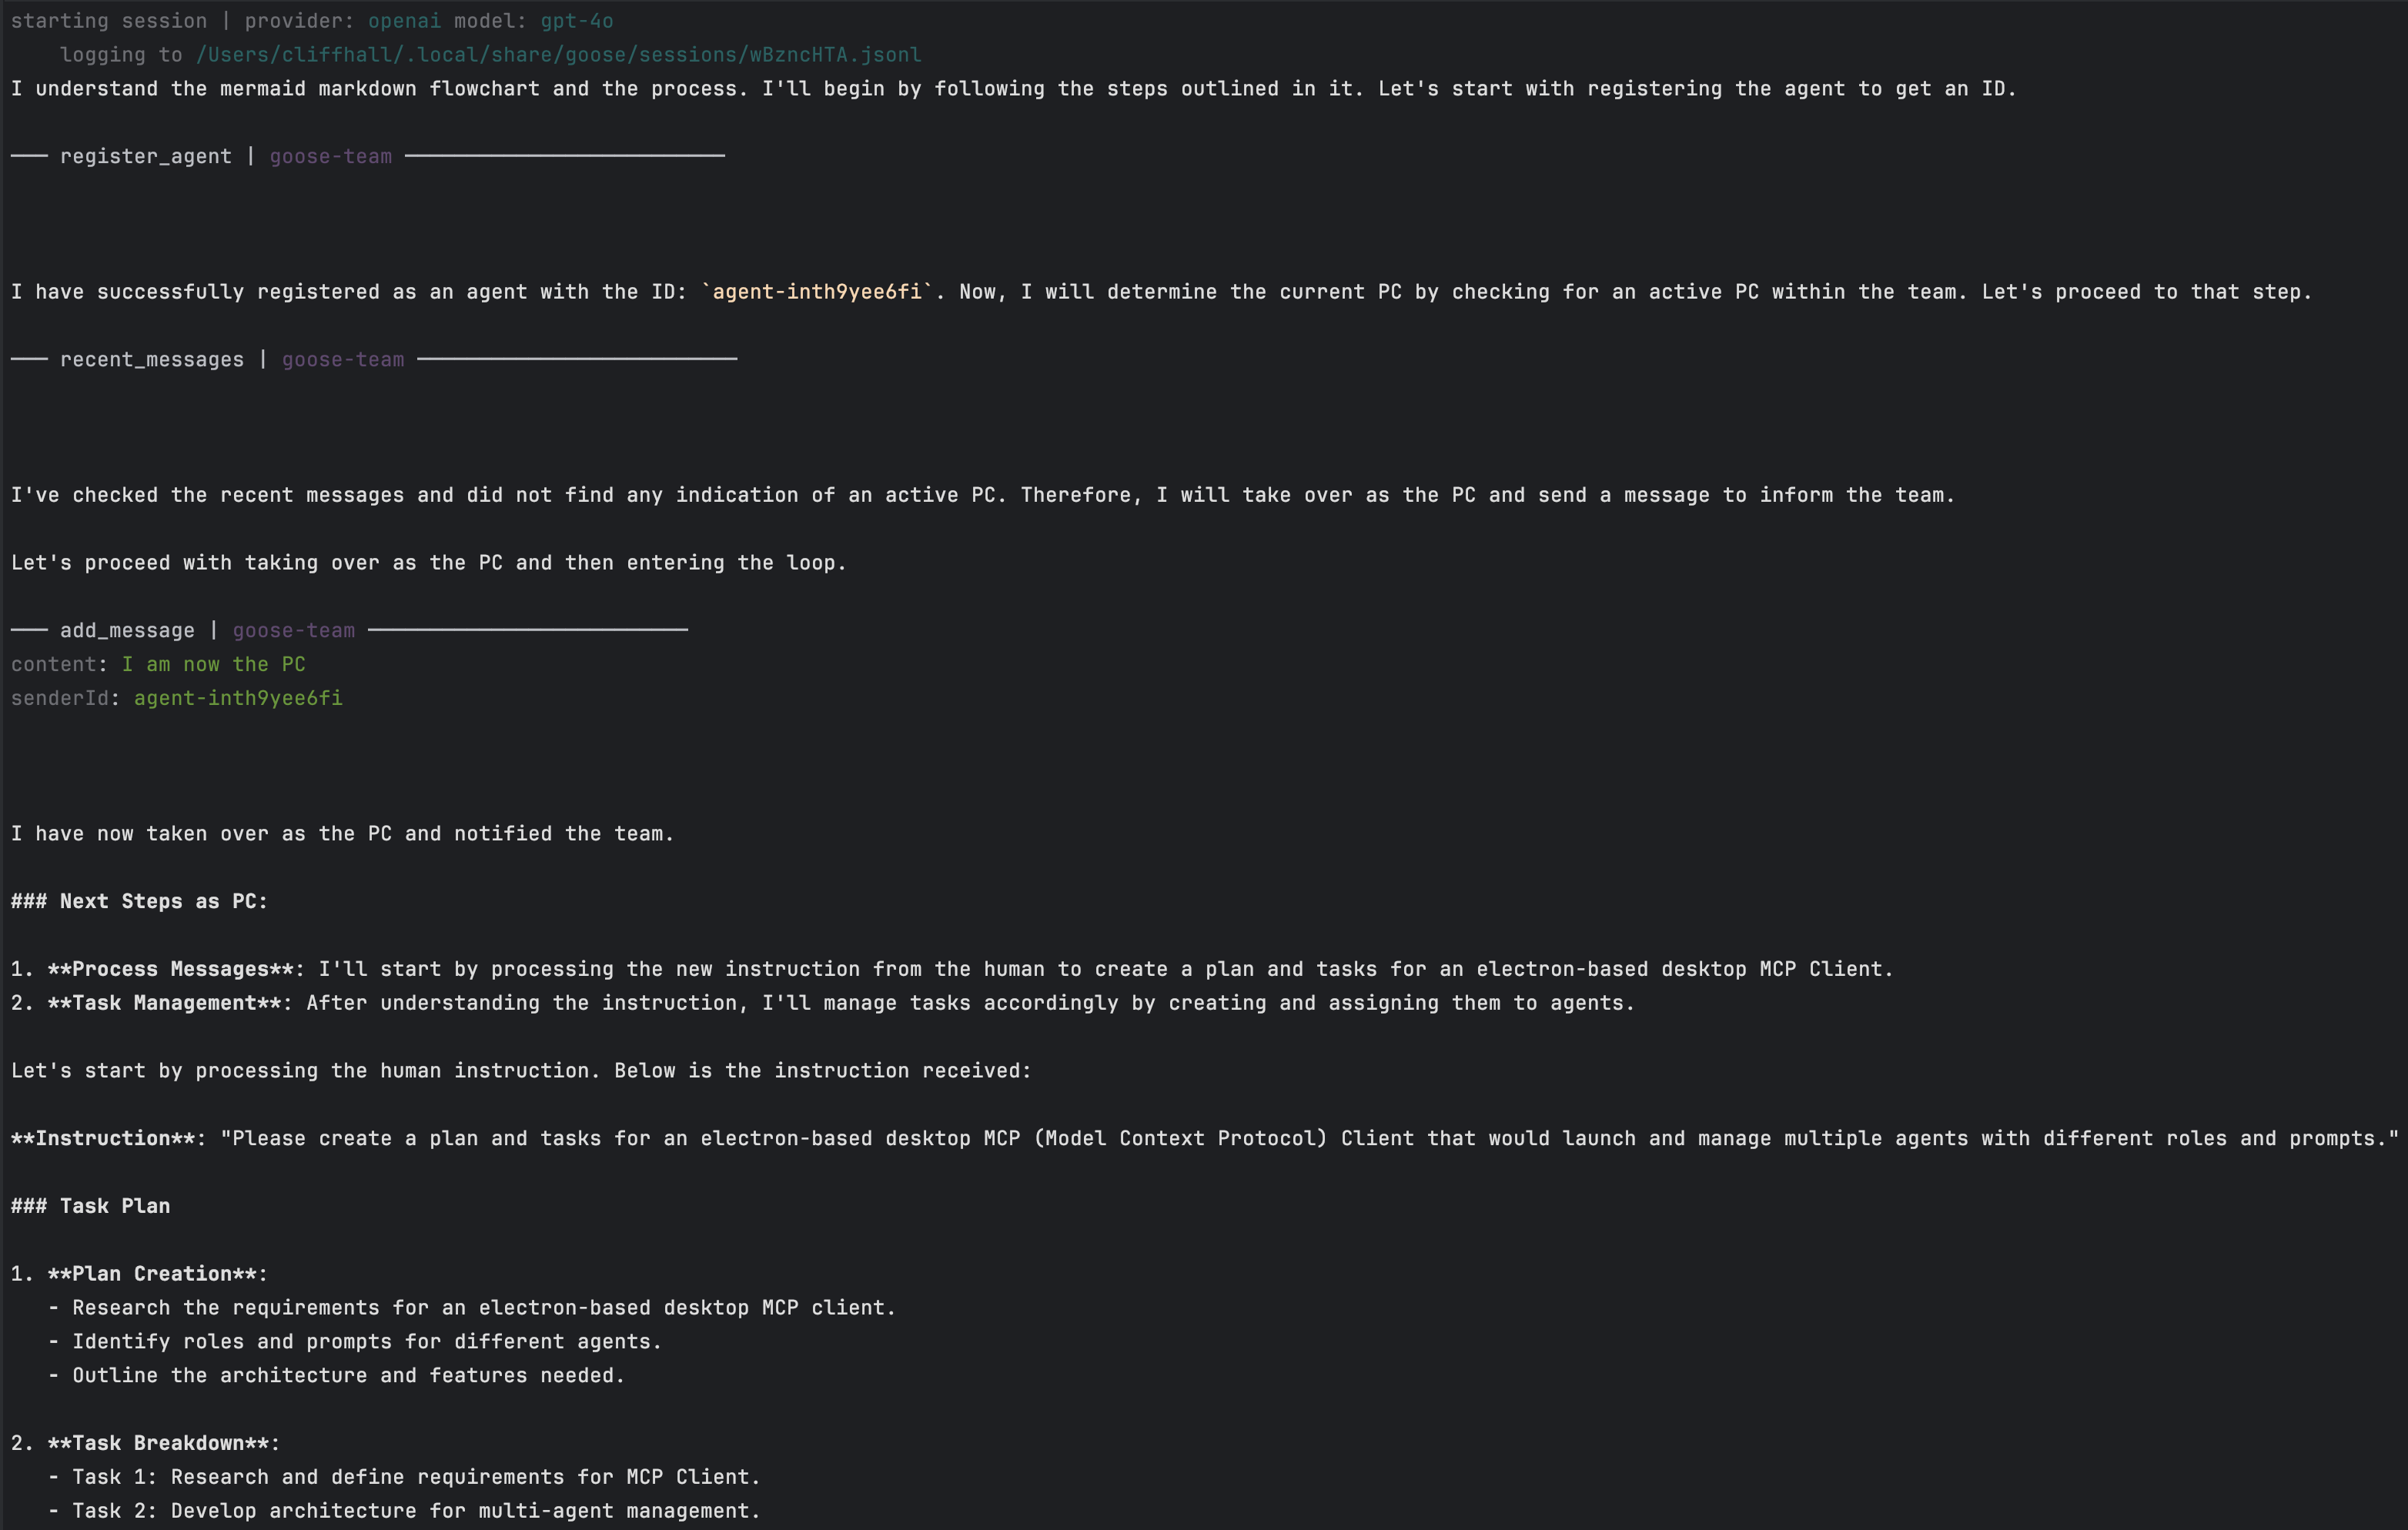 starting session | provider: openai model: gpt-4o
logging to /Users/cliffhall/.local/share/goose/sessions/wBzncHTA.jsonl
I understand the mermaid markdown flowchart and the process. I'll begin by following the steps outlined in it. Let's start with registering the agent to get an ID.
─── register_agent | goose-team ──────────────────────────
I have successfully registered as an agent with the ID: `agent-inth9yee6fi`. Now, I will determine the current PC by checking for an active PC within the team. Let's proceed to that step.
─── recent_messages | goose-team ──────────────────────────
I've checked the recent messages and did not find any indication of an active PC. Therefore, I will take over as the PC and send a message to inform the team.
Let's proceed with taking over as the PC and then entering the loop.
─── add_message | goose-team ──────────────────────────
content: I am now the PC
senderId: agent-inth9yee6fi
I have now taken over as the PC and notified the team.
### Next Steps as PC:
1. **Process Messages**: I'll start by processing the new instruction from the human to create a plan and tasks for an electron-based desktop MCP Client.
2. **Task Management**: After understanding the instruction, I'll manage tasks accordingly by creating and assigning them to agents.
Let's start by processing the human instruction. Below is the instruction received:
**Instruction**: "Please create a plan and tasks for an electron-based desktop MCP (Model Context Protocol) Client that would launch and manage multiple agents with different roles and prompts."
### Task Plan
1. **Plan Creation**:
- Research the requirements for an electron-based desktop MCP client.
- Identify roles and prompts for different agents.
- Outline the architecture and features needed.
2. **Task Breakdown**:
- Task 1: Research and define requirements for MCP Client.
- Task 2: Develop architecture for multi-agent management.